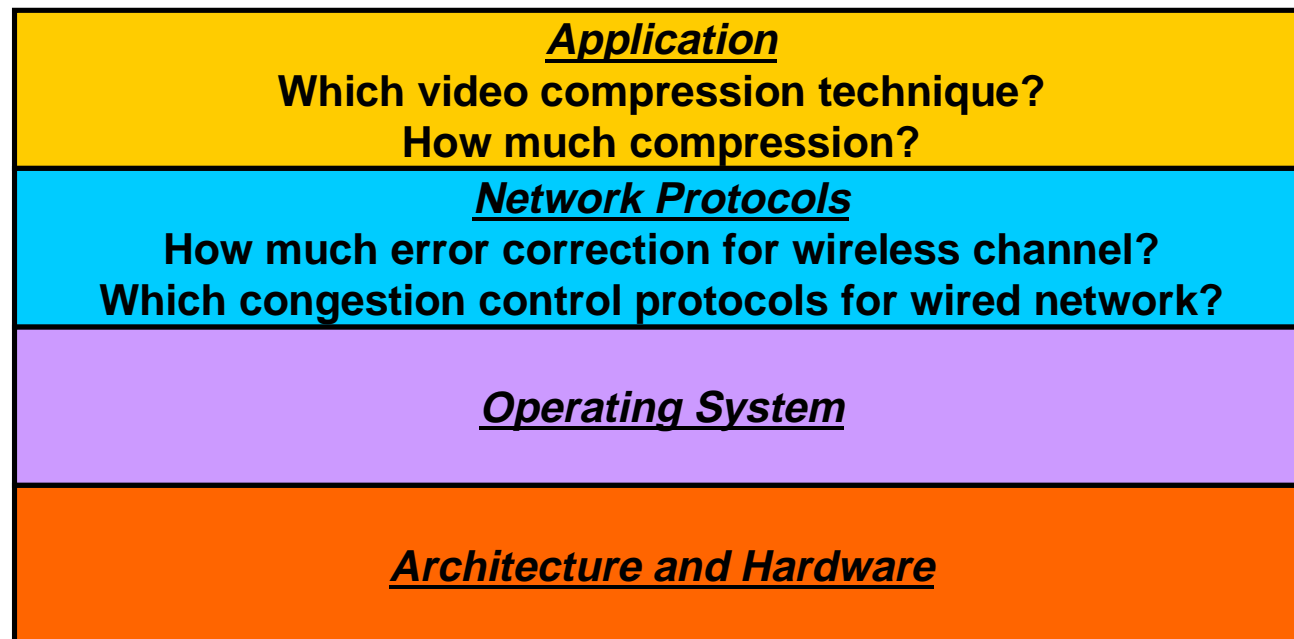 Application
Which video compression technique?
How much compression?
Network Protocols
How much error correction for wireless channel?
Which congestion control protocols for wired network?
Operating System
Architecture and Hardware